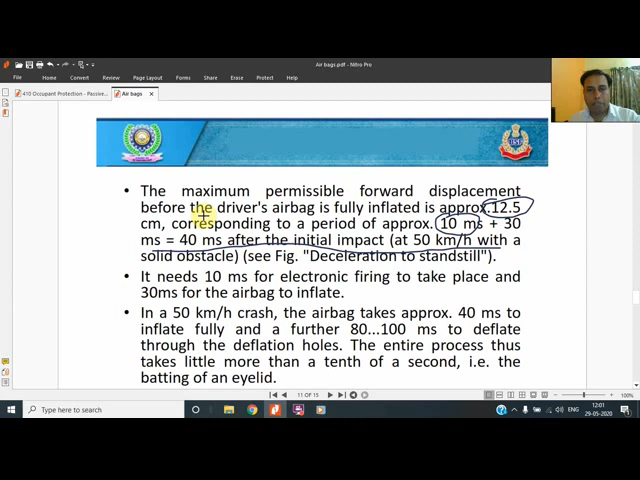 Air bags.pdf - Nitro Pro
File Home Edit Review Page Layout Forms Share Erase Protect Help
410 Occupant Protection - Passive... Air bags
BSF
• The maximum permissible forward displacement
before the driver's airbag is fully inflated is approx.12.5
cm, corresponding to a period of approx. 10 ms + 30
ms = 40 ms after the initial impact (at 50 km/h with a
solid obstacle) (see Fig. "Deceleration to standstill").
• It needs 10 ms for electronic firing to take place and
30ms for the airbag to inflate.
• In a 50 km/h crash, the airbag takes approx. 40 ms to
inflate fully and a further 80...100 ms to deflate
through the deflation holes. The entire process thus
takes little more than a tenth of a second, i.e. the
batting of an eyelid.
11 OF 15
100%
Type here to search
ENG
12:01
29-05-2020